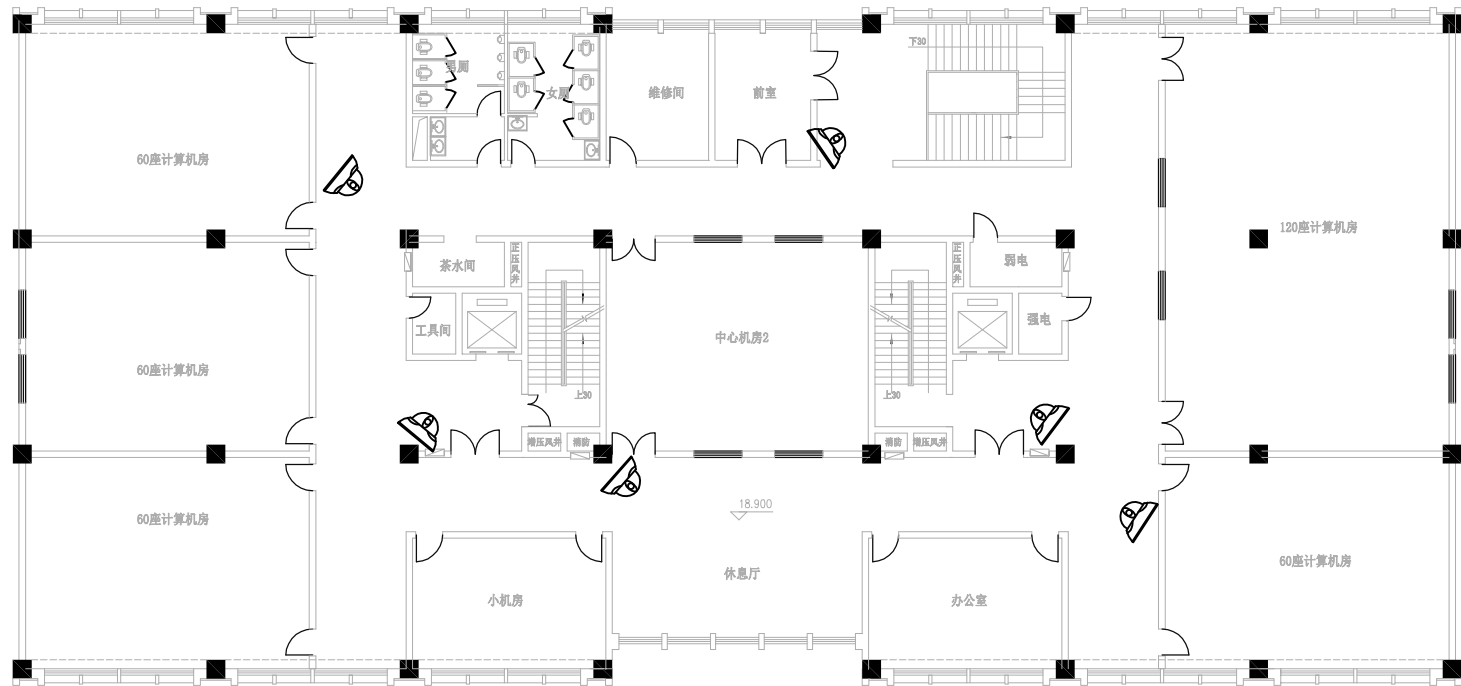 下30
男厕
女厕
维修间
前室
60座计算机房
120座计算机房
茶水间
正压风井
正压风井
弱电
工具间
强电
中心机房2
60座计算机房
上30
上30
增压风井
消防
消防
增压风井
18.900
60座计算机房
60座计算机房
休息厅
小机房
办公室